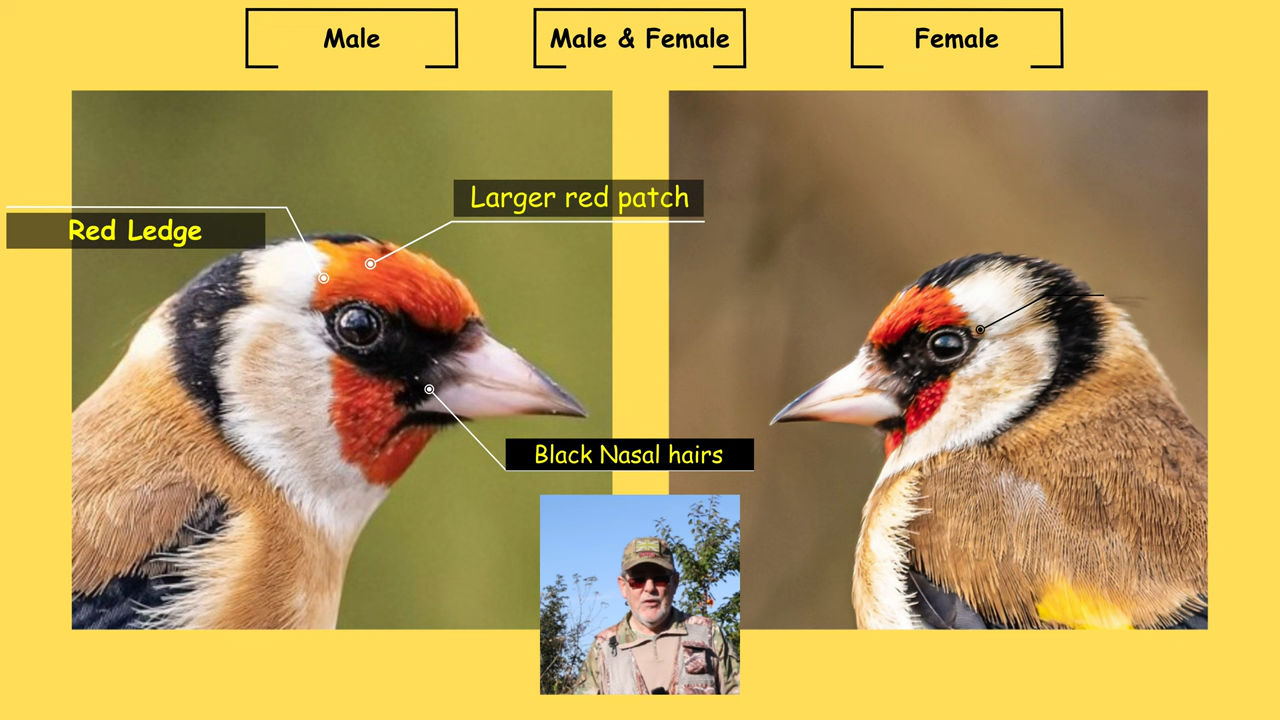 Male
Male & Female
Female
Larger red patch
Red Ledge
Black Nasal hairs